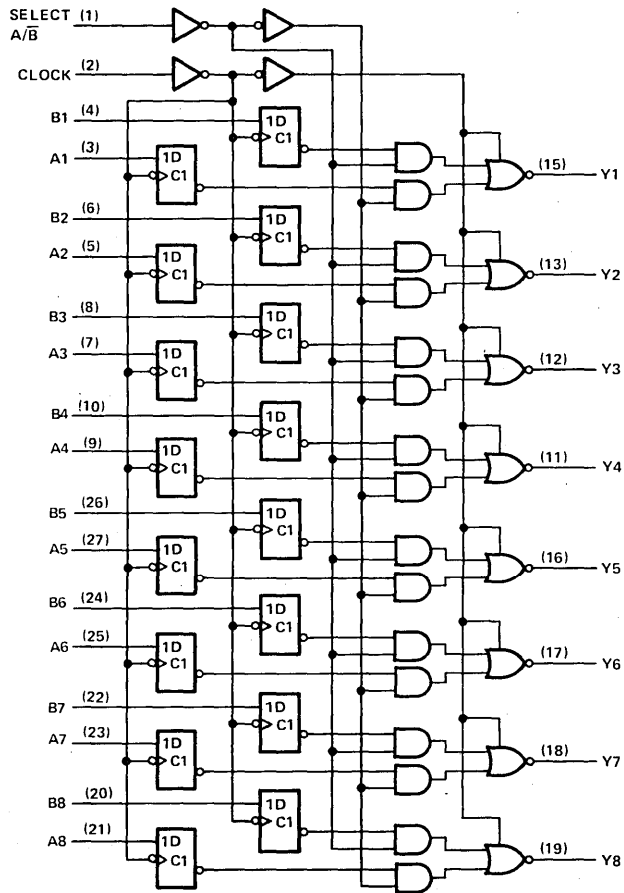 SELECT (1)
A/B̅
CLOCK (2)
B1 (4) 1D C1
A1 (3) 1D C1
(15) Y1
B2 (6) 1D C1
A2 (5) 1D C1
(13) Y2
B3 (8) 1D C1
A3 (7) 1D C1
(12) Y3
B4 (10) 1D C1
A4 (9) 1D C1
(11) Y4
B5 (26) 1D C1
A5 (27) 1D C1
(16) Y5
B6 (24) 1D C1
A6 (25) 1D C1
(17) Y6
B7 (22) 1D C1
A7 (23) 1D C1
(18) Y7
B8 (20) 1D C1
A8 (21) 1D C1
(19) Y8